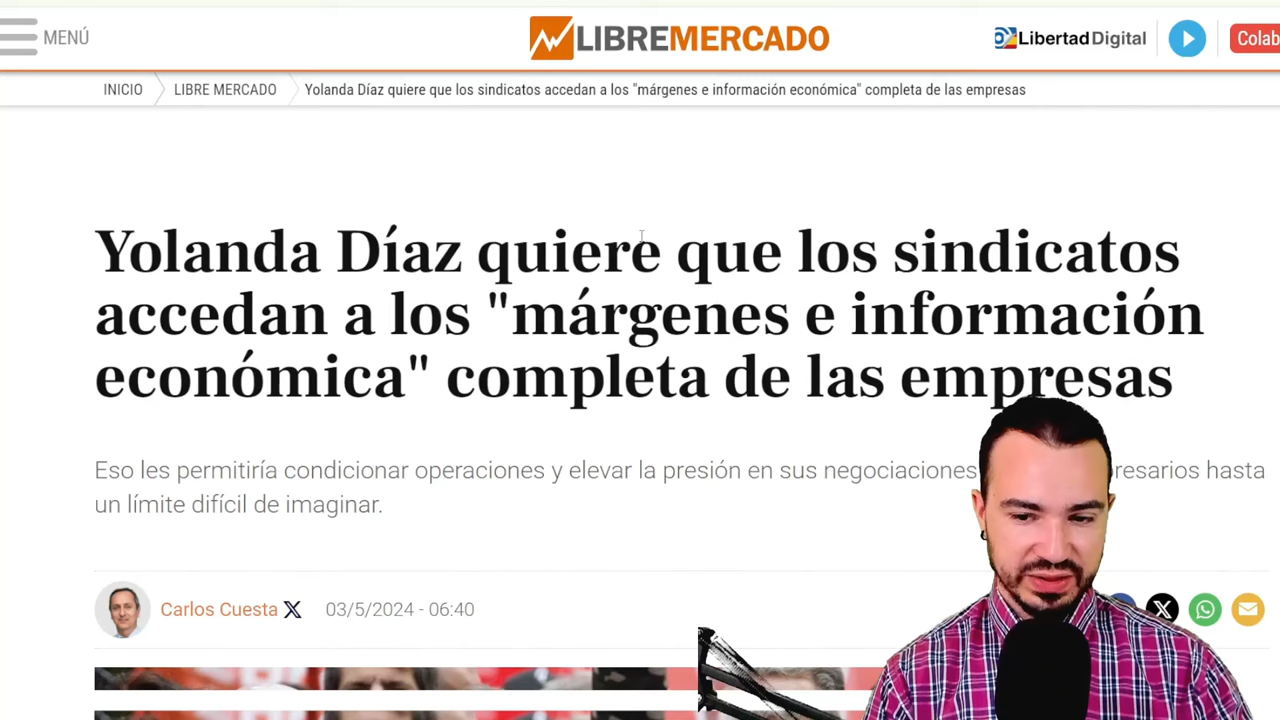 MENÚ
LIBREMERCADO
LibertadDigital
Colab
INICIO
LIBRE MERCADO
Yolanda Díaz quiere que los sindicatos accedan a los "márgenes e información económica" completa de las empresas
Yolanda Díaz quiere que los sindicatos
accedan a los "márgenes e información
económica" completa de las empresas
Eso les permitiría condicionar operaciones y elevar la presión en sus negociaciones resarios hasta
un límite difícil de imaginar.
Carlos Cuesta
03/5/2024 - 06:40